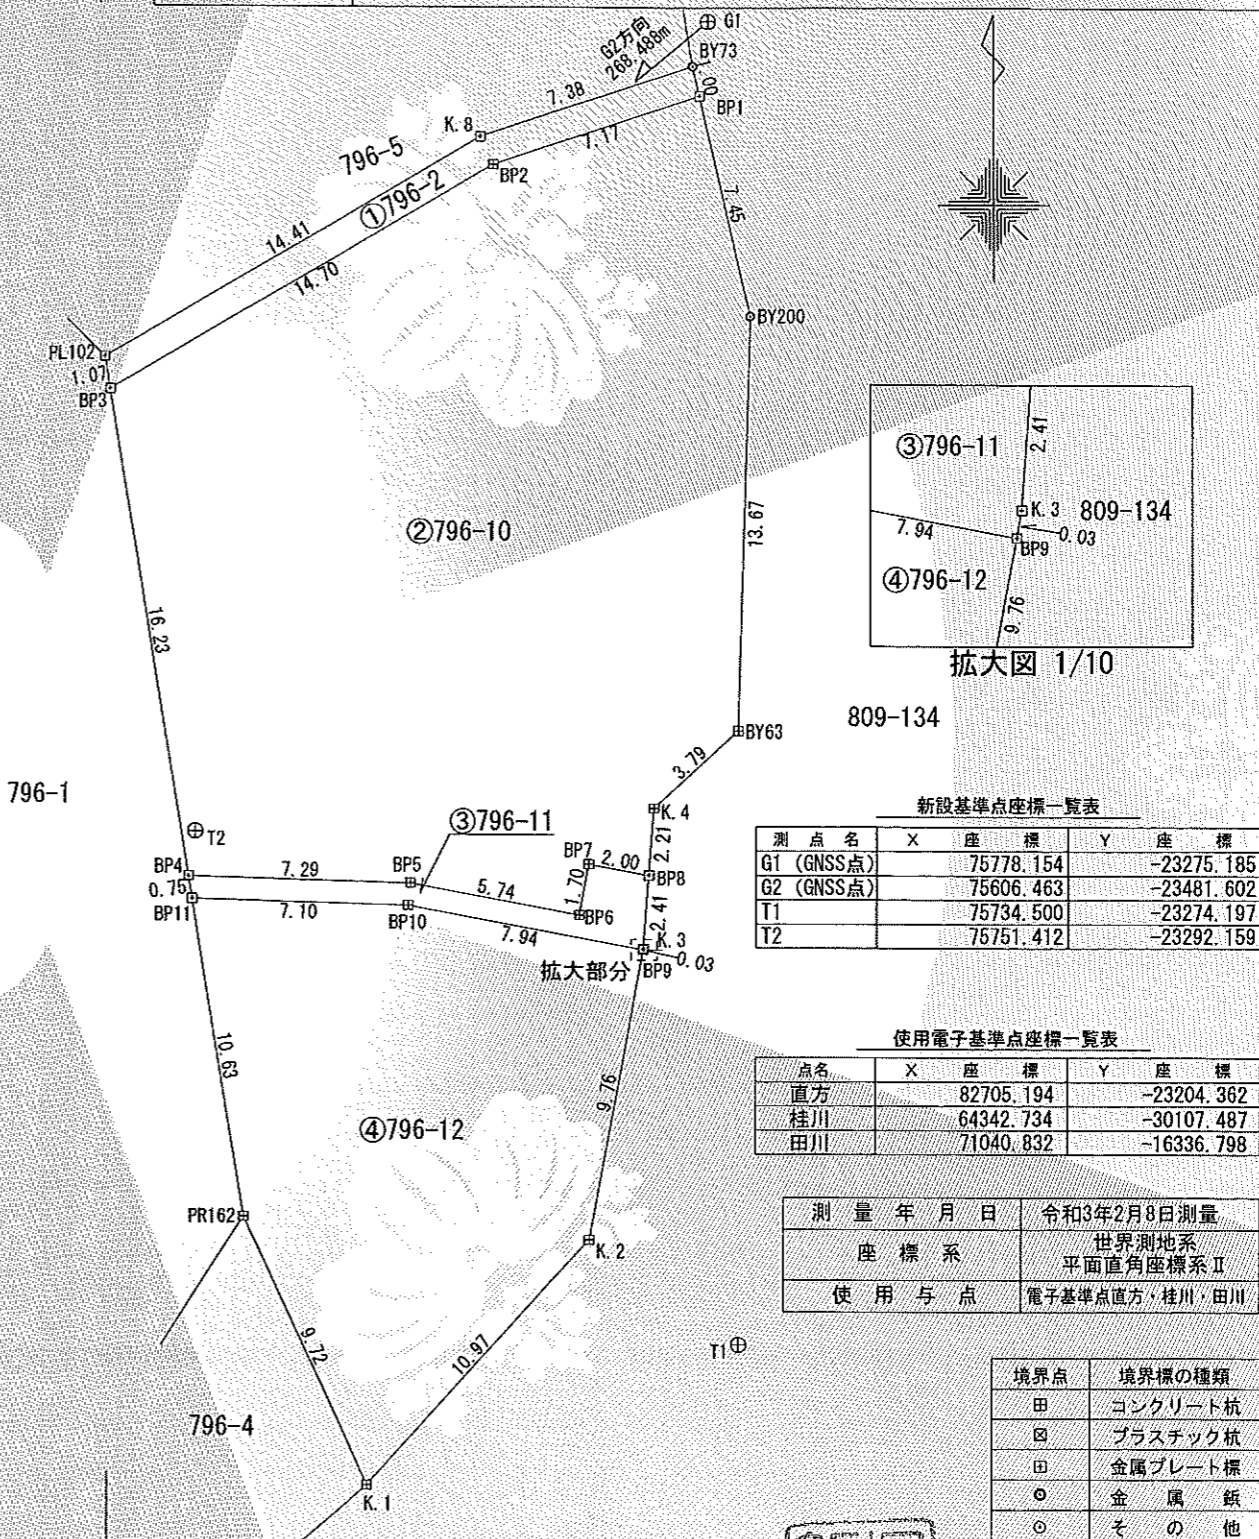 G1
G2方向
268.488m
BY73
1.00
BP1
7.38
K.8
7.17
BP2
796-5
①796-2
14.41
14.70
7.45
BY200
PL102
1.07
BP3
②796-10
13.67
16.23
③796-11
2.41
K.3
809-134
7.94
0.03
BP9
④796-12
9.76
拡大図 1/10
809-134
BY63
3.79
796-1
K.4
T2
③796-11
2.21
BP7
2.00
BP4
7.29
BP5
BP8
0.75
5.74
1.70
BP6
BP11
7.10
BP10
2.41
7.94
K.3
0.03
拡大部分
BP9
新設基準点座標一覧表
測点名 X座標 Y座標
G1 (GNSS点) 75778.154 -23275.185
G2 (GNSS点) 75606.463 -23481.602
T1 75734.500 -23274.197
T2 75751.412 -23292.159
10.63
9.76
④796-12
使用電子基準点座標一覧表
点名 X座標 Y座標
直方 82705.194 -23204.362
桂川 64342.734 -30107.487
田川 71040.832 -16336.798
PR162
K.2
測量年月日 令和3年2月8日測量
座標系 世界測地系
平面直角座標系Ⅱ
使用与点 電子基準点直方・桂川・田川
9.72
10.97
T1
796-4
K.1
境界点 境界標の種類
コンクリート杭
プラスチック杭
金属プレート標
金属鋲
その他